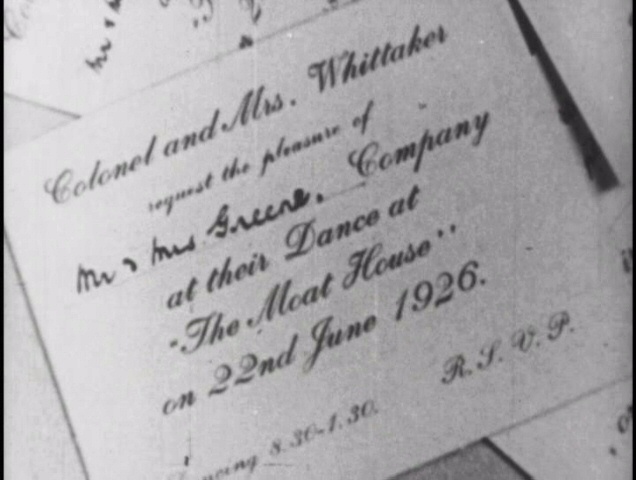 Colonel and Mrs. Whittaker
request the pleasure of
Mr & Mrs Greene, Company
at their Dance at
"The Moat House"
on 22nd June 1926.
R. S. V. P.
Dancing 8.30-1.30.